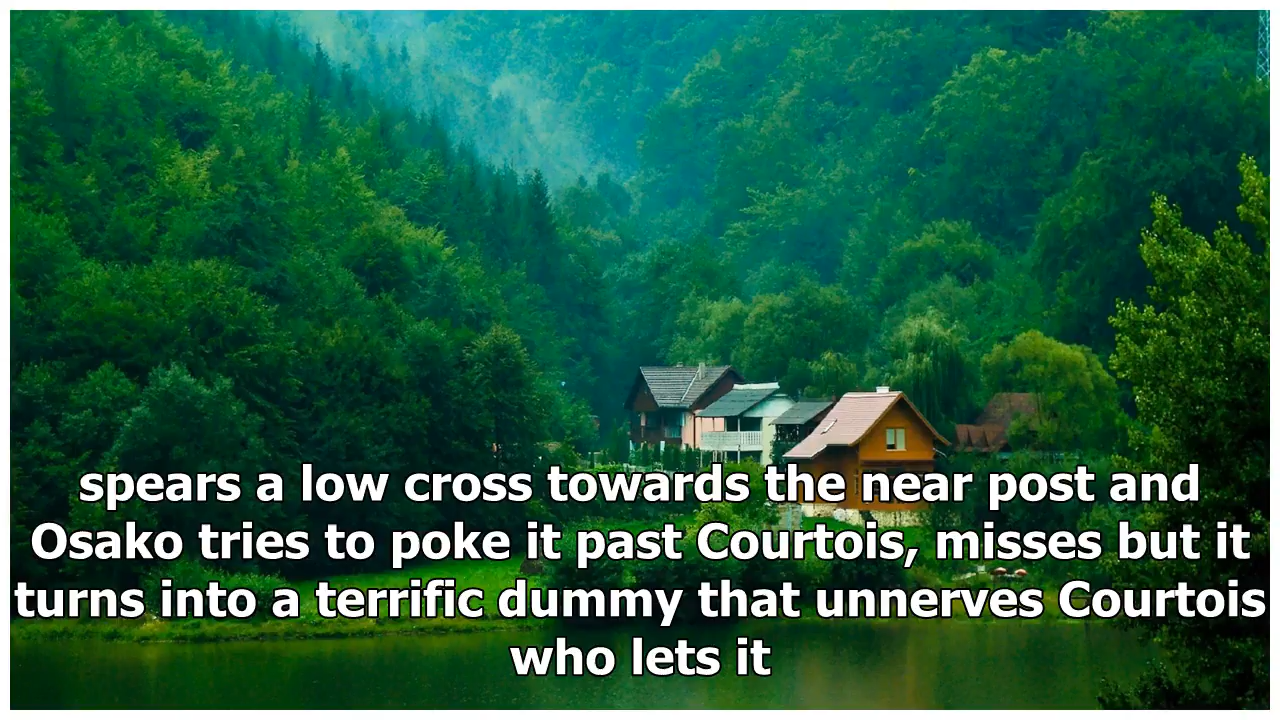 spears a low cross towards the near post and
Osako tries to poke it past Courtois, misses but it
turns into a terrific dummy that unnerves Courtois
who lets it